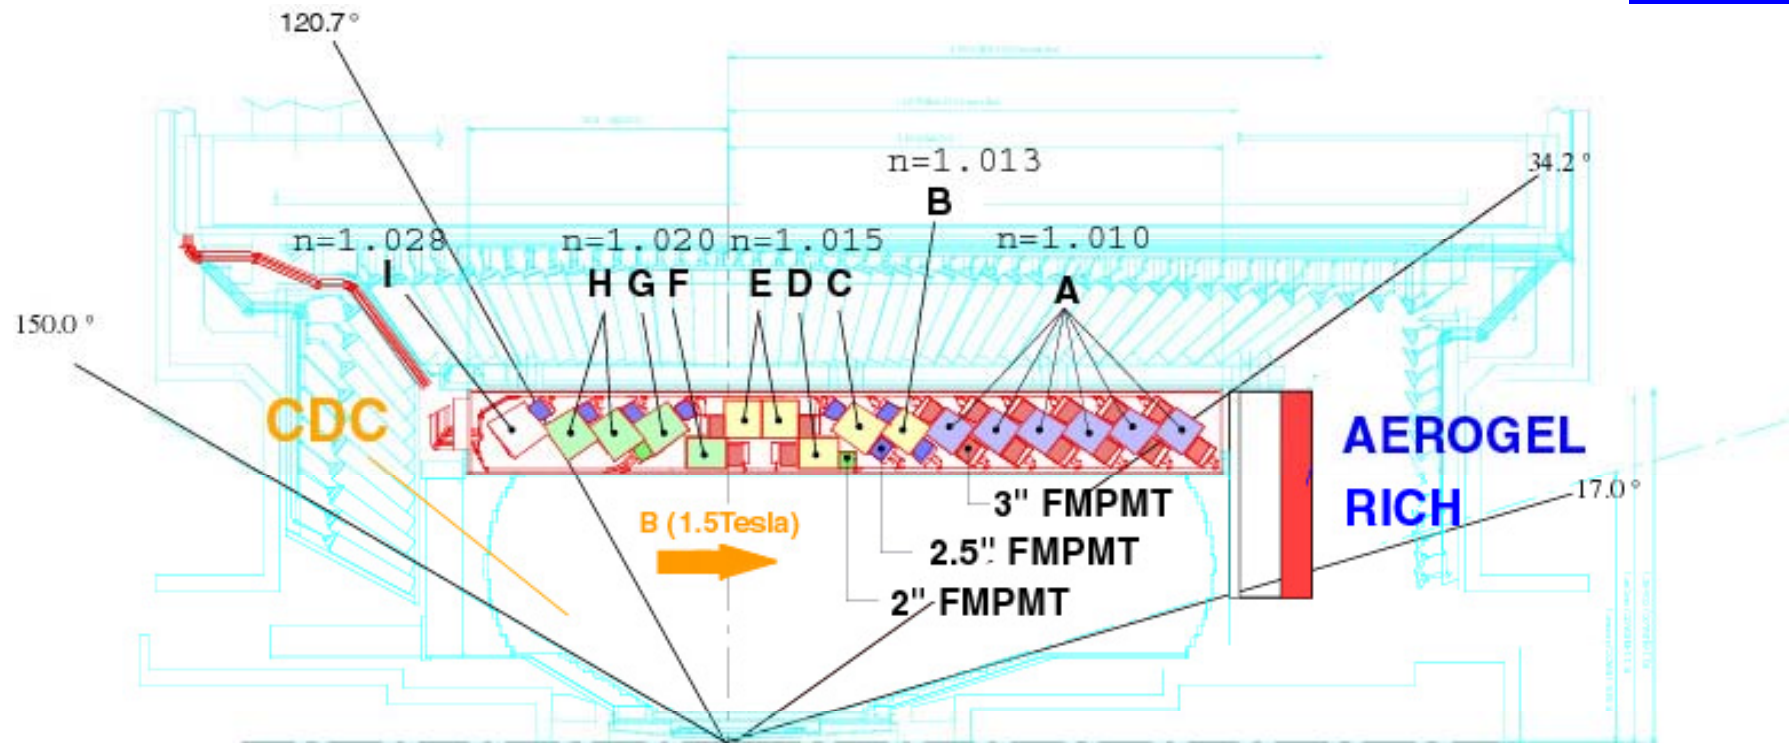 120.7°
n=1.013
34.2°
B
n=1.028 n=1.020 n=1.015 n=1.010
I H G F E D C A
150.0°
CDC
AEROGEL
RICH
17.0°
3" FMPMT
B (1.5Tesla)
2.5" FMPMT
2" FMPMT